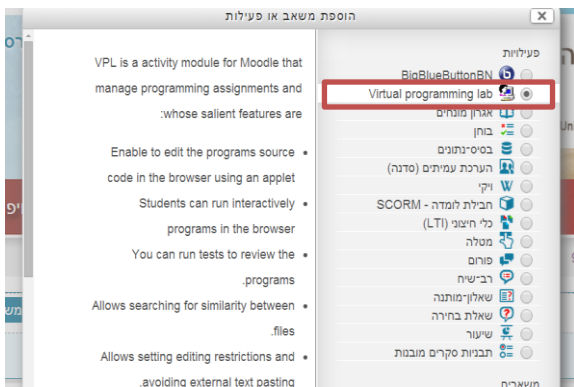 הוספת משאב או פעילות
פעילויות
BigBlueButtonBN
Virtual programming lab
אגרון מונחים
בוחן
בסיס-נתונים
הערכת עמיתים (סדנה)
ויקי
חבילת לומדה - SCORM
כלי חיצוני (LTI)
מטלה
פורום
רב-שיח
שאלון-מותנה
שאלת בחירה
שיעור
תבניות סקרים מובנות
משאבים
VPL is a activity module for Moodle that
manage programming assignments and
whose salient features are:
Enable to edit the programs source
code in the browser using an applet
Students can run interactively
programs in the browser
You can run tests to review the
programs.
Allows searching for similarity between
files.
Allows setting editing restrictions and
avoiding external text pasting.